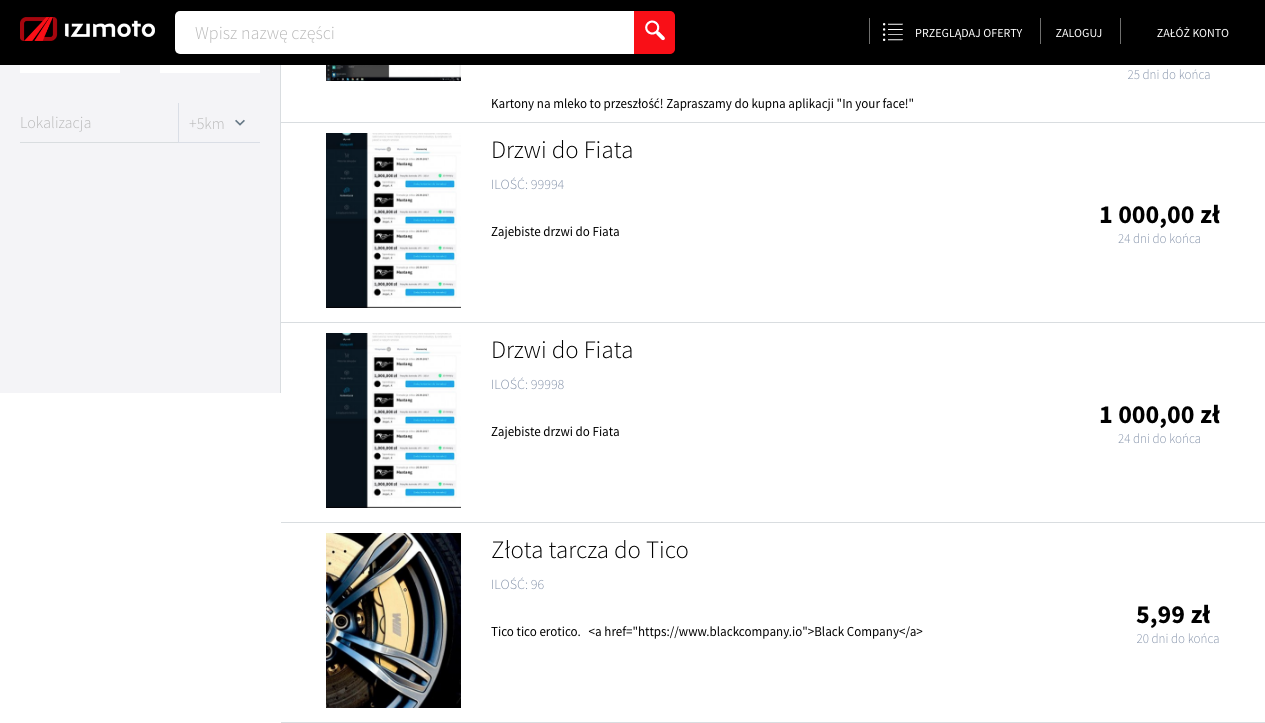 IZIMOTO
Wpisz nazwę części
PRZEGLĄDAJ OFERTY
ZALOGUJ
ZAŁÓŻ KONTO
Lokalizacja
+5km
25 dni do końca
Kartony na mleko to przeszłość! Zapraszamy do kupna aplikacji "In your face!"
Drzwi do Fiata
ILOŚĆ: 99994
Zajebiste drzwi do Fiata
1 000,00 zł
24 dni do końca
Drzwi do Fiata
ILOŚĆ: 99998
Zajebiste drzwi do Fiata
1 000,00 zł
24 dni do końca
Złota tarcza do Tico
ILOŚĆ: 96
Tico tico erotico. <a href="https://www.blackcompany.io">Black Company</a>
5,99 zł
20 dni do końca